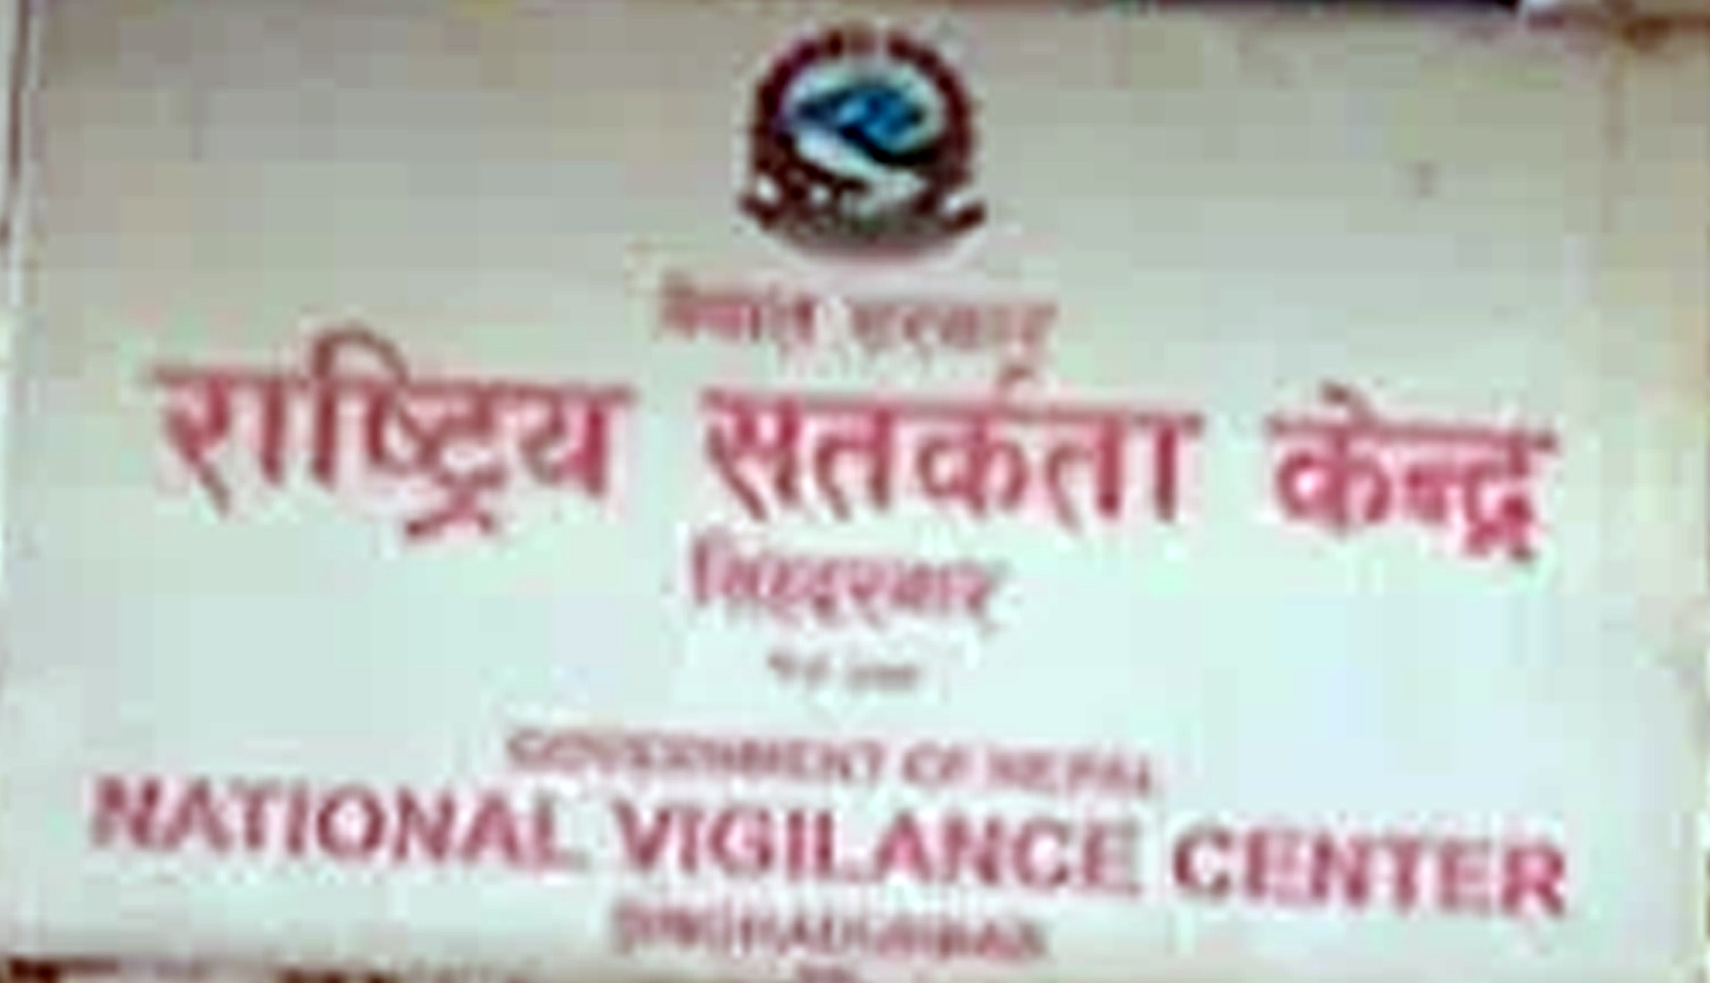 नेपाल सरकार
राष्ट्रिय सतर्कता केन्द्र
सिंहदरबार
GOVERNMENT OF NEPAL
NATIONAL VIGILANCE CENTER
SINGHADURBAR